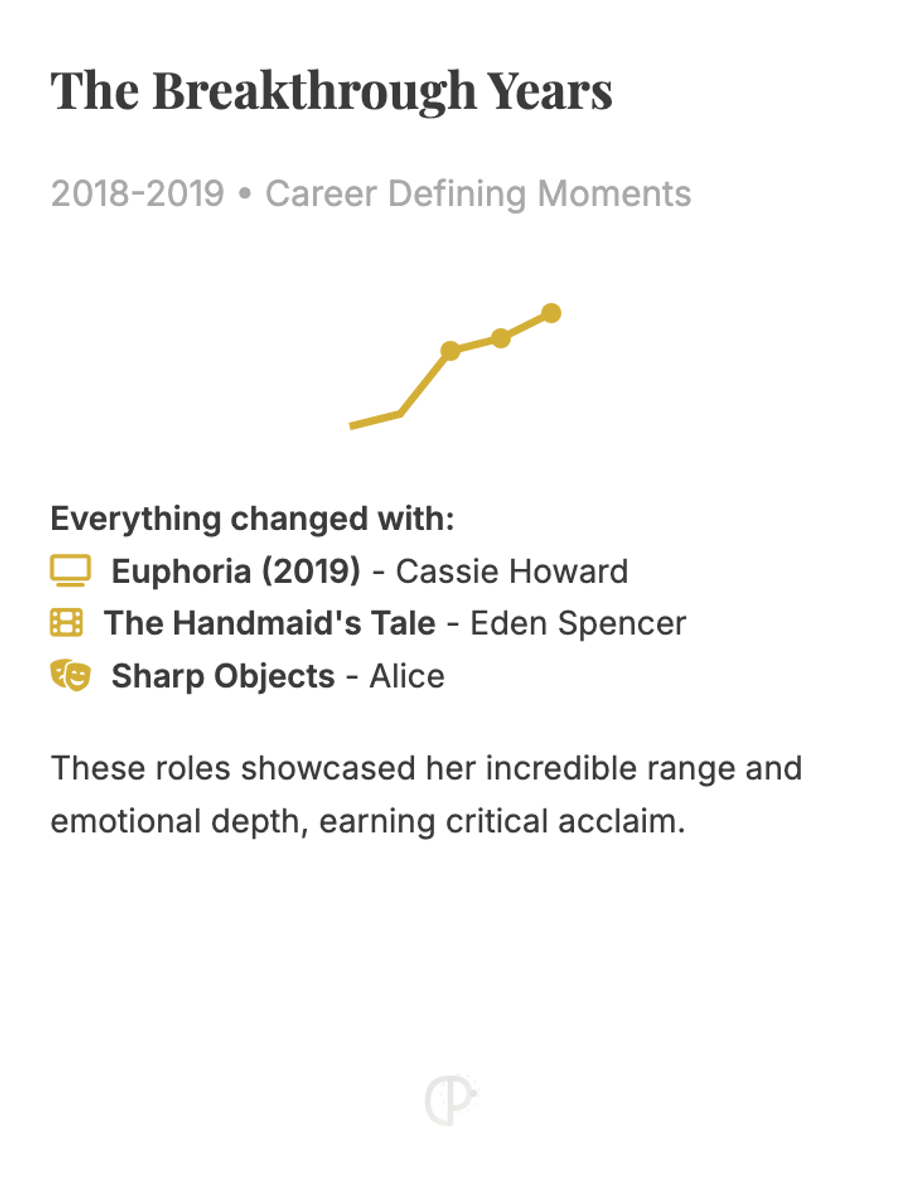 The Breakthrough Years
2018-2019 • Career Defining Moments
Everything changed with:
Euphoria (2019) - Cassie Howard
The Handmaid's Tale - Eden Spencer
Sharp Objects - Alice
These roles showcased her incredible range and
emotional depth, earning critical acclaim.